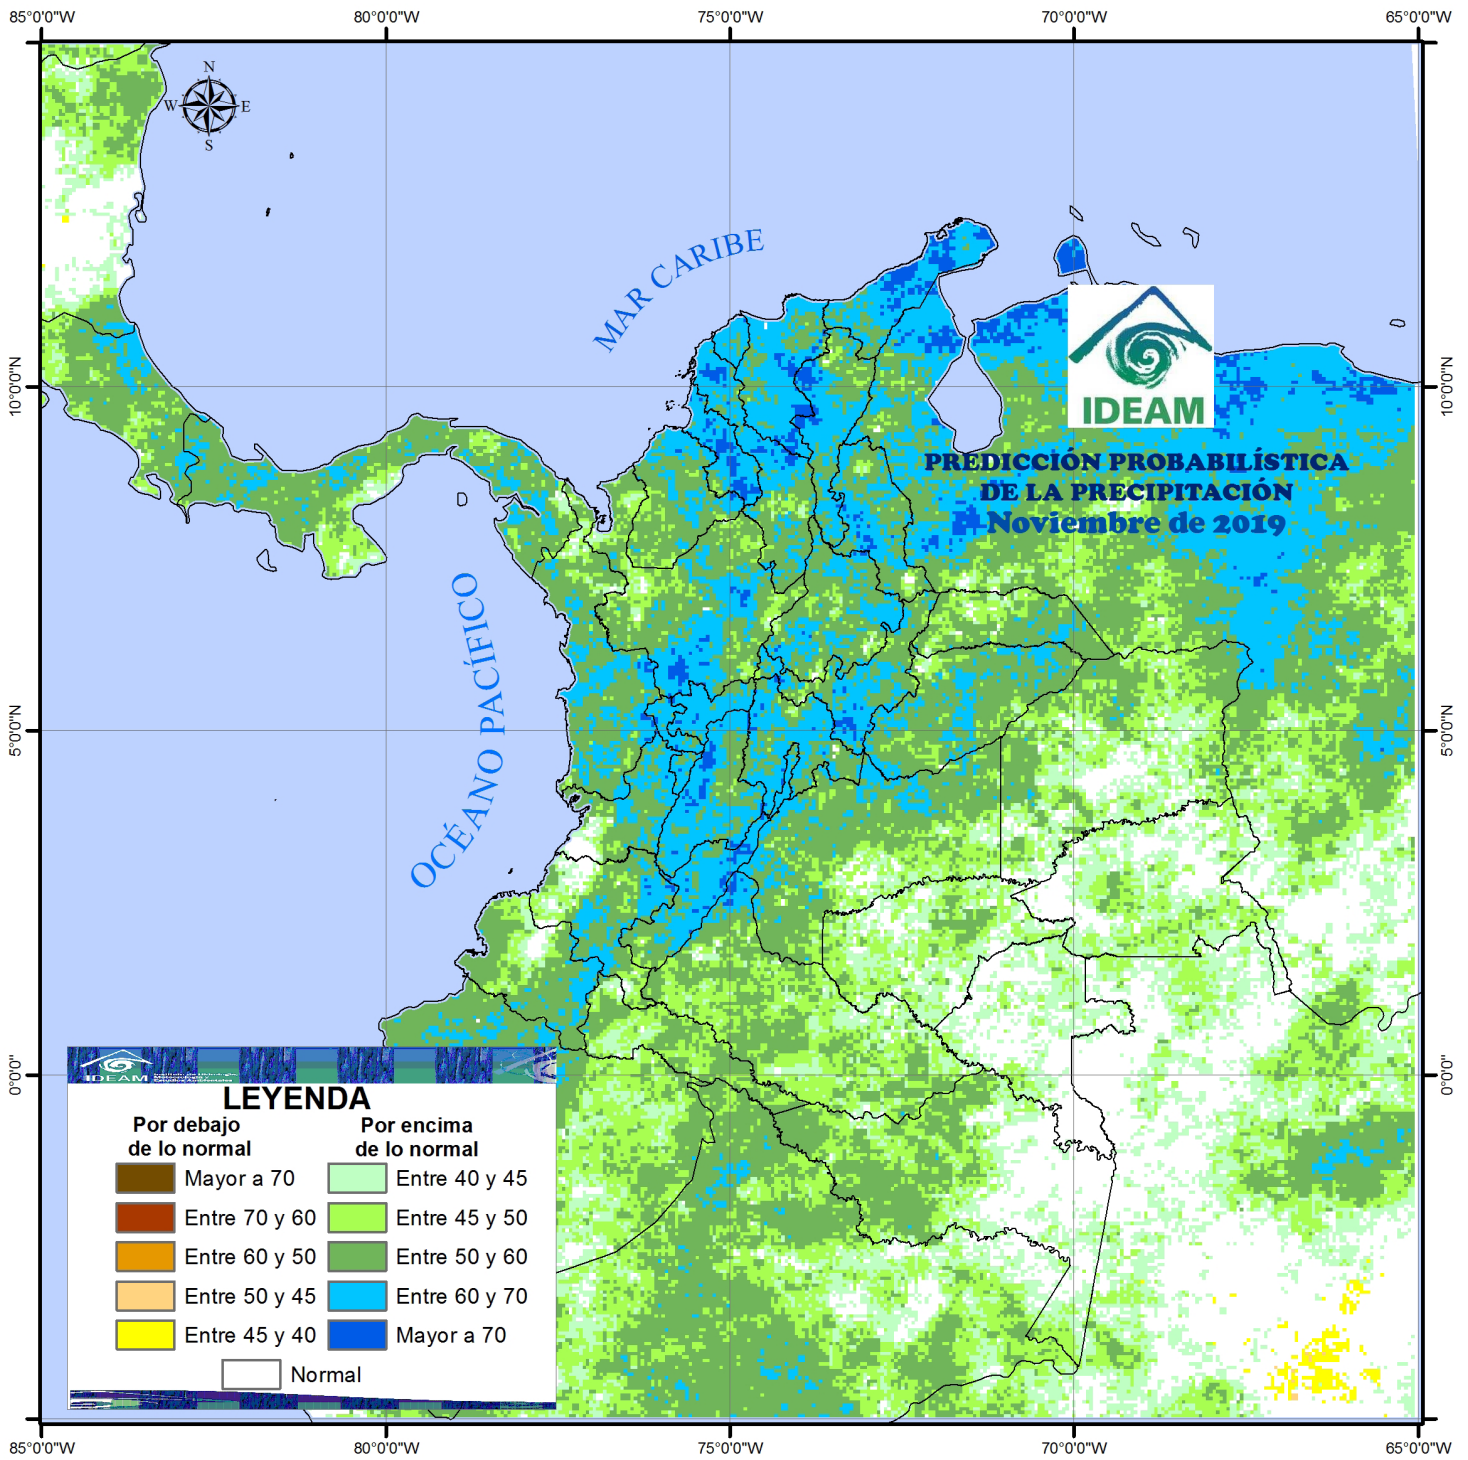 85°0'0"W
80°0'0"W
75°0'0"W
70°0'0"W
65°0'0"W
N
W
E
S
MAR CARIBE
10°0'0"N
10°0'0"N
IDEAM
PREDICCIÓN PROBABILÍSTICA
DE LA PRECIPITACIÓN
Noviembre de 2019
OCÉANO PACÍFICO
5°0'0"N
5°0'0"N
0°0'0"
0°0'0"
IDEAM
LEYENDA
Por debajo
de lo normal
Mayor a 70
Entre 70 y 60
Entre 60 y 50
Entre 50 y 45
Entre 45 y 40
Por encima
de lo normal
Entre 40 y 45
Entre 45 y 50
Entre 50 y 60
Entre 60 y 70
Mayor a 70
Normal
85°0'0"W
80°0'0"W
75°0'0"W
70°0'0"W
65°0'0"W